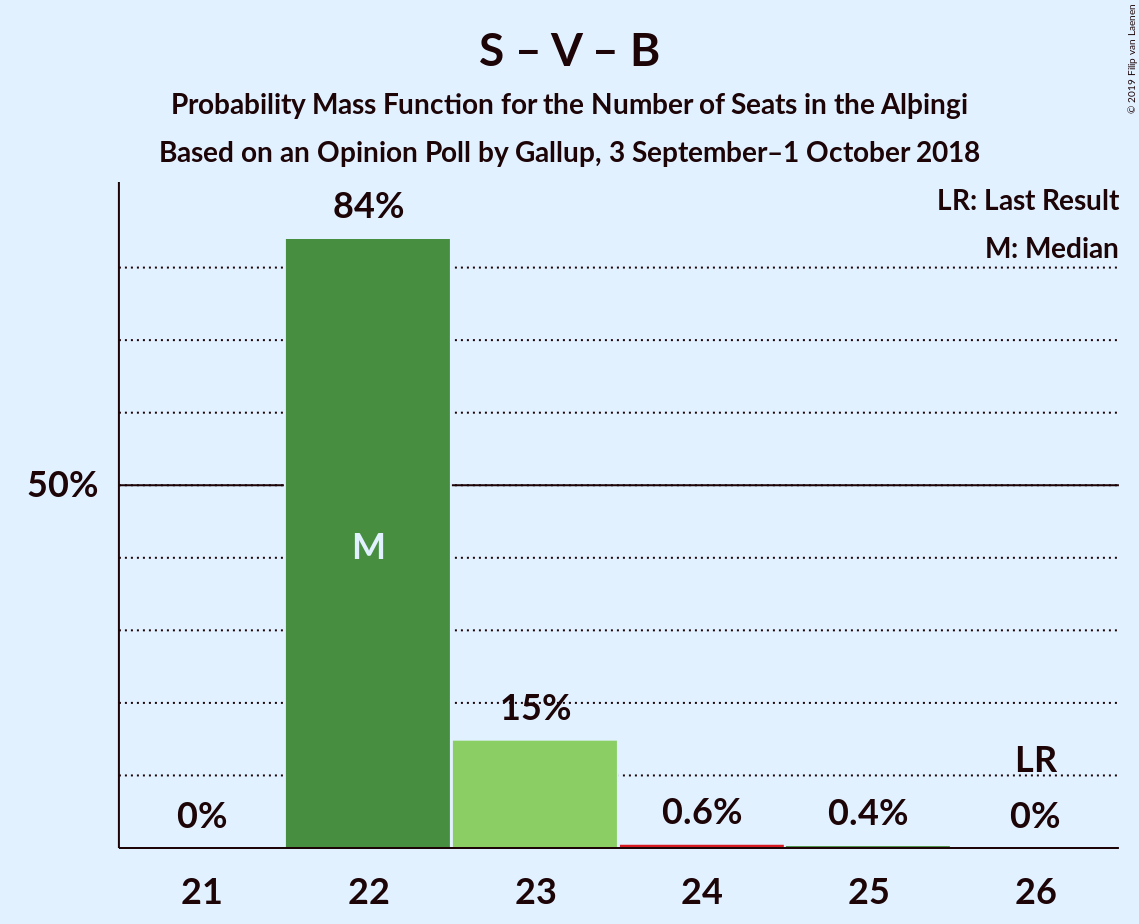 S – V – B
Probability Mass Function for the Number of Seats in the Alþingi
Based on an Opinion Poll by Gallup, 3 September–1 October 2018
© 2019 Filip van Laenen
LR: Last Result
M: Median
84%
50%
M
15%
LR
0%
0.6%
0.4%
0%
21
22
23
24
25
26